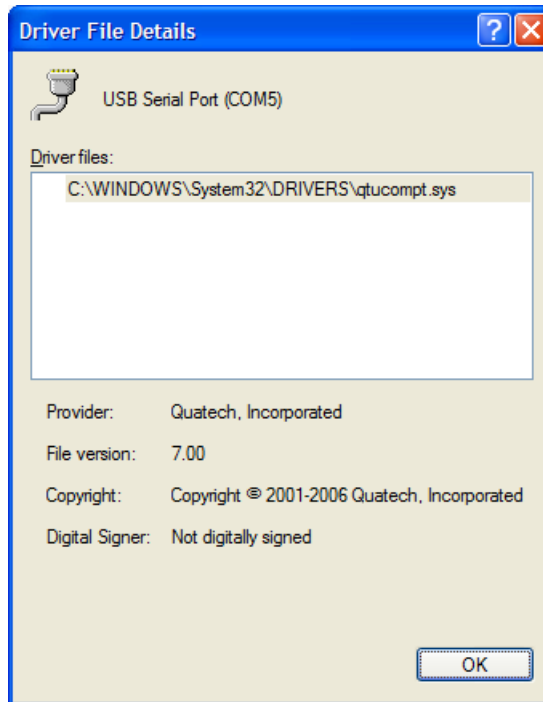 Driver File Details
?
USB Serial Port (COM5)
Driver files:
C:\WINDOWS\System32\DRIVERS\qtucompt.sys
Provider: Quatech, Incorporated
File version: 7.00
Copyright: Copyright © 2001-2006 Quatech, Incorporated
Digital Signer: Not digitally signed
OK